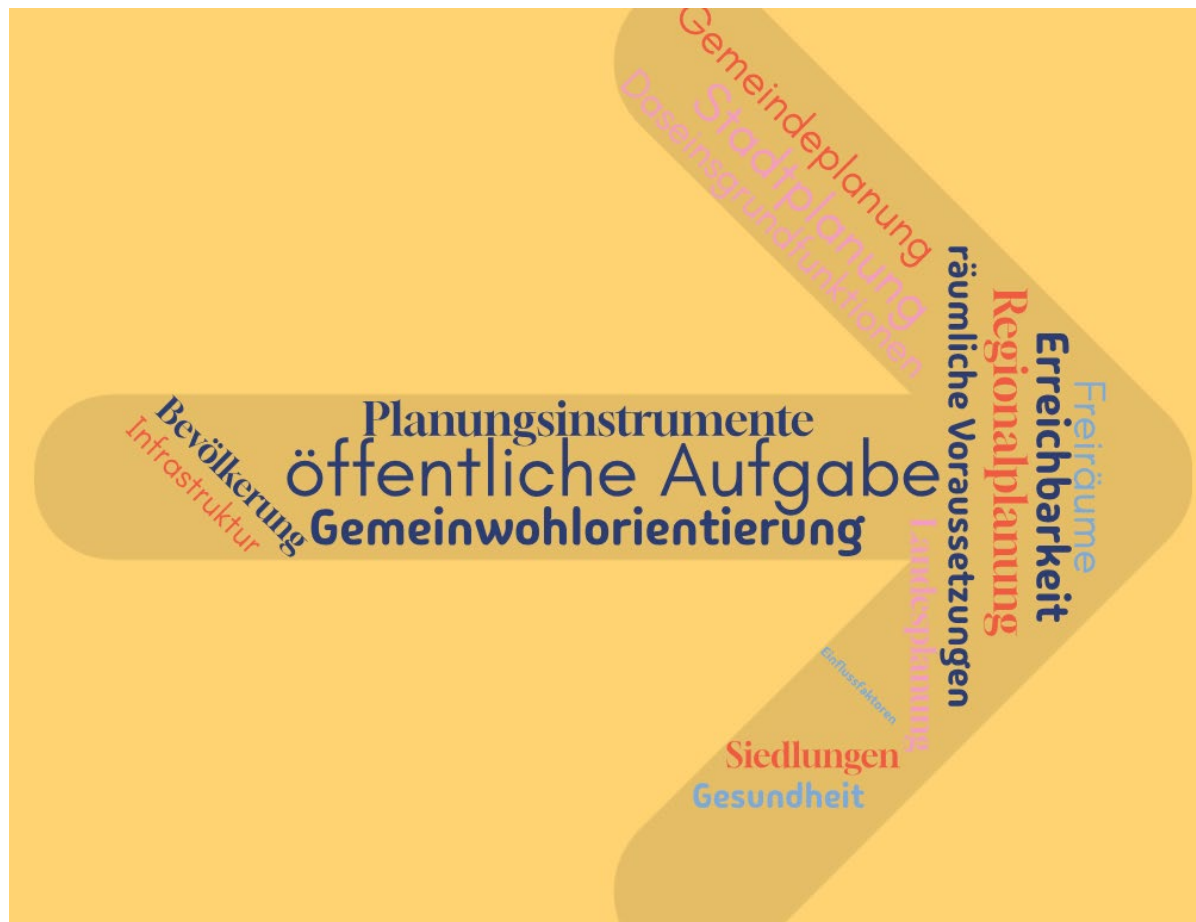 Gemeindeplanung
Stadtplanung
Daseinsgrundfunktionen
räumliche Voraussetzungen
Regionalplanung
Erreichbarkeit
Freiräume
Bevölkerung
Infrastruktur
Planungsinstrumente
öffentliche Aufgabe
Gemeinwohlorientierung
Landesplanung
Einflussfaktoren
Siedlungen
Gesundheit